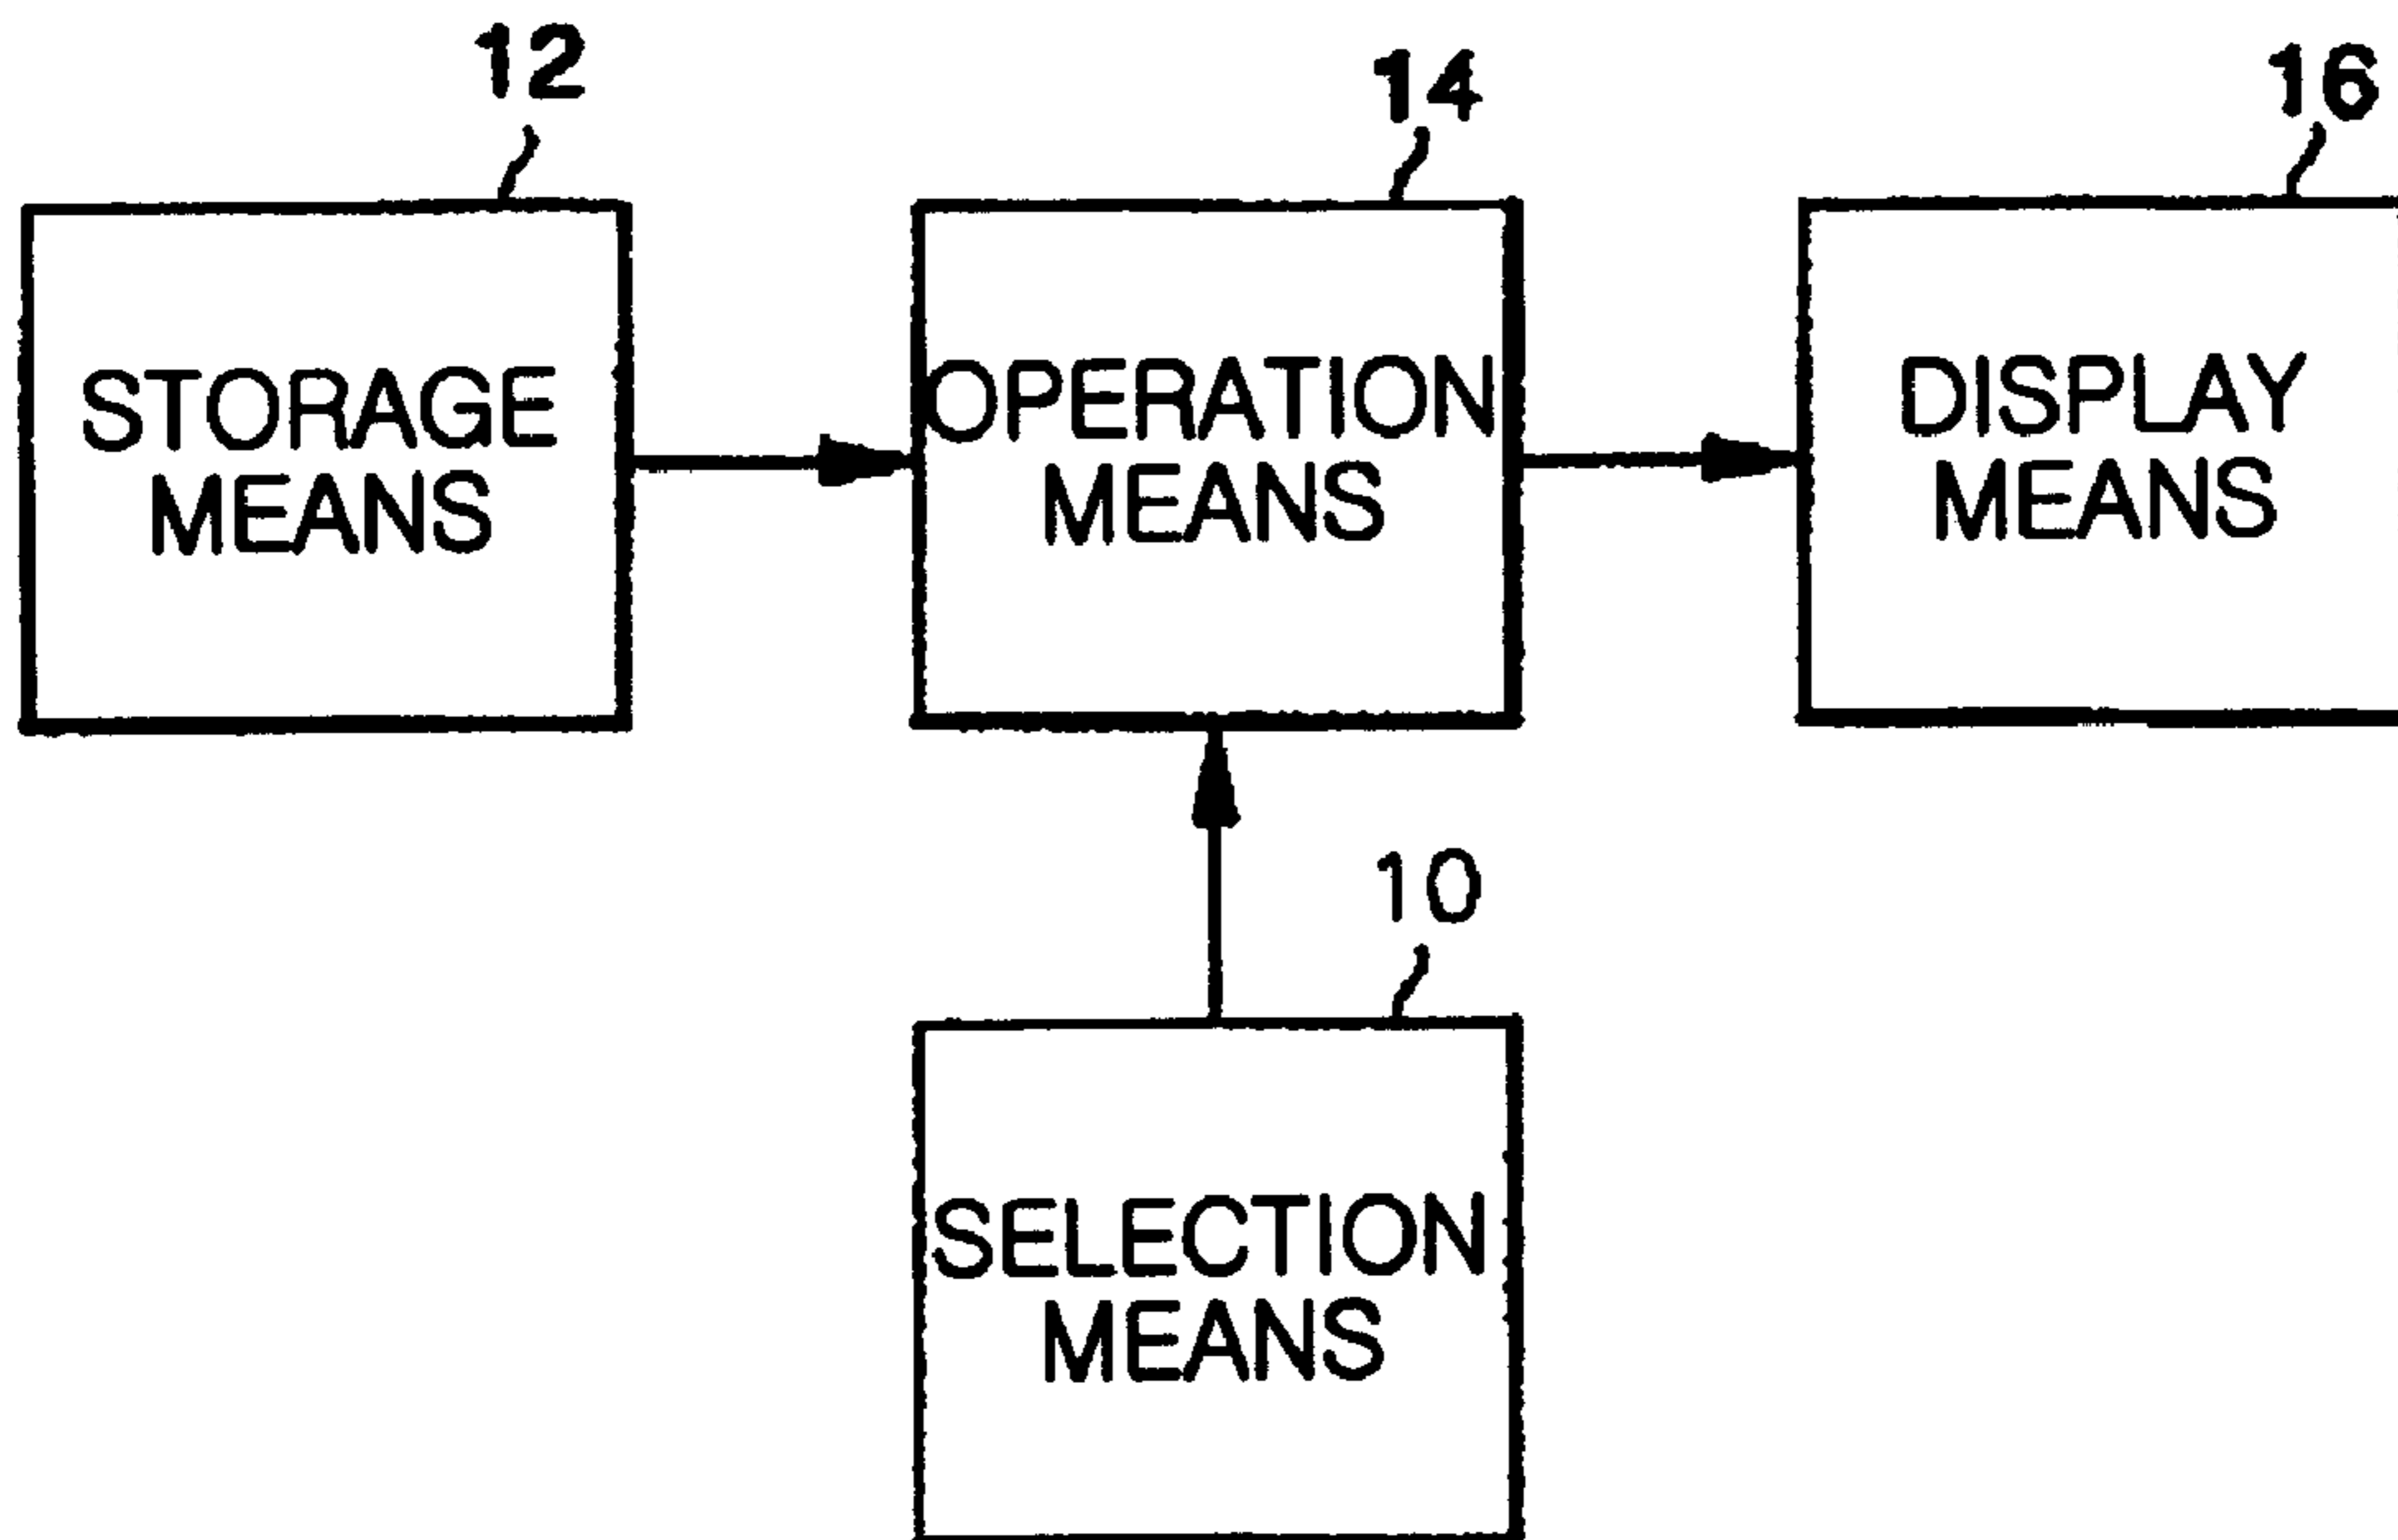 12
14
16
STORAGE
MEANS
OPERATION
MEANS
DISPLAY
MEANS
10
SELECTION
MEANS